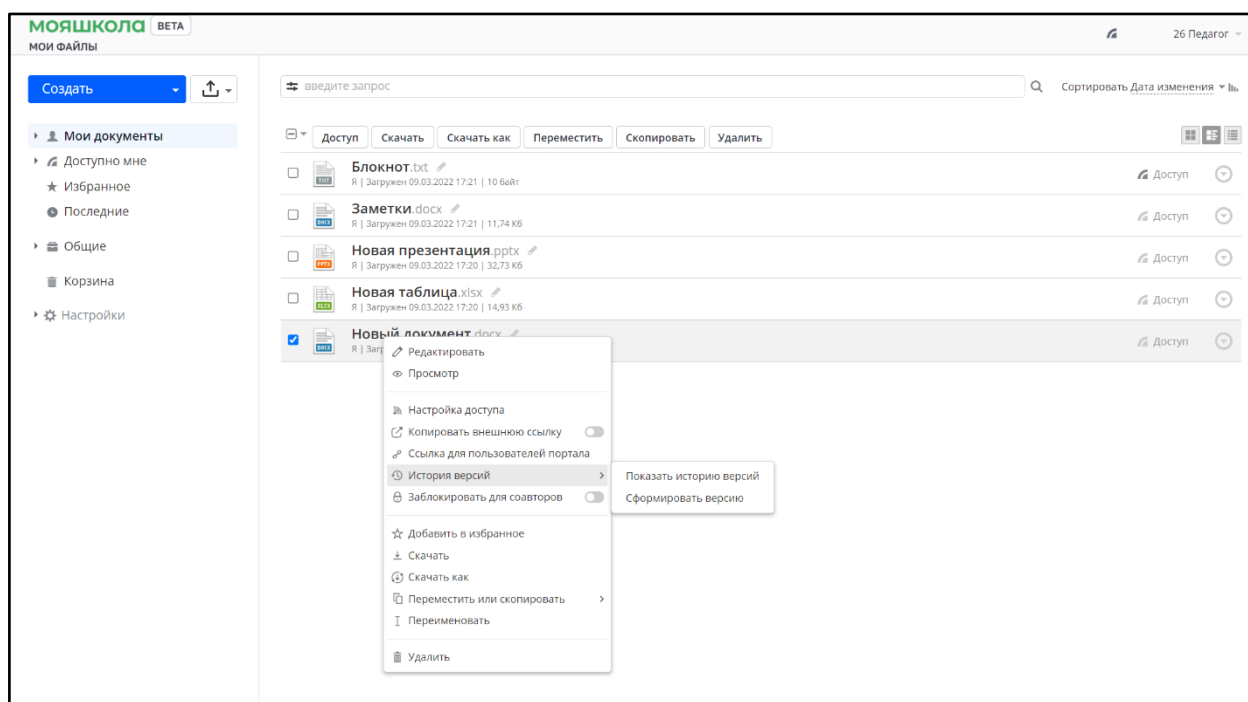 МОЯШКОЛА BETA
МОИ ФАЙЛЫ
26 Педагог
Создать
введите запрос
Сортировать Дата изменения
Мои документы
Доступно мне
Избранное
Последние
Общие
Корзина
Настройки
Доступ Скачать Скачать как Переместить Скопировать Удалить
Блокнот.txt
Я | Загружен 09.03.2022 17:21 | 10 байт
Доступ
Заметки.docx
Я | Загружен 09.03.2022 17:21 | 11,74 Кб
Доступ
Новая презентация.pptx
Я | Загружен 09.03.2022 17:20 | 32,73 Кб
Доступ
Новая таблица.xlsx
Я | Загружен 09.03.2022 17:20 | 14,93 Кб
Доступ
Новый документ.docx
Я | Заг
Доступ
Редактировать
Просмотр
Настройка доступа
Копировать внешнюю ссылку
Ссылка для пользователей портала
История версий
Заблокировать для соавторов
Добавить в избранное
Скачать
Скачать как
Переместить или скопировать
Переименовать
Удалить
Показать историю версий
Сформировать версию